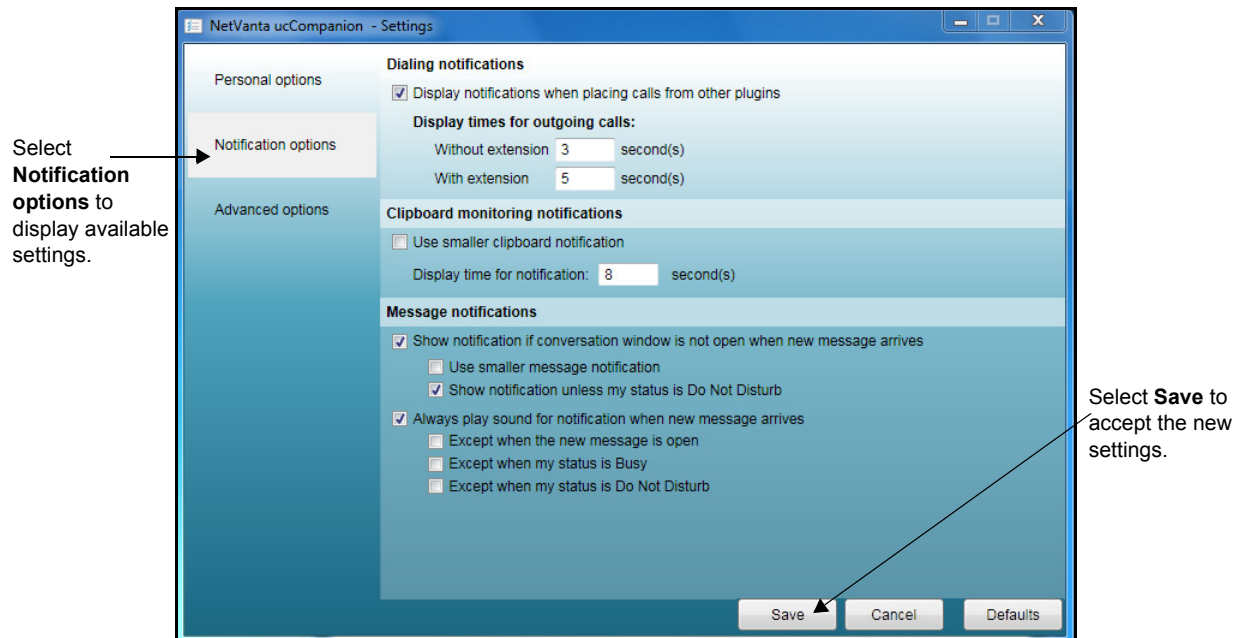 NetVanta ucCompanion - Settings
Personal options
Notification options
Advanced options
Dialing notifications
Display notifications when placing calls from other plugins
Display times for outgoing calls:
Without extension 3 second(s)
With extension 5 second(s)
Clipboard monitoring notifications
Use smaller clipboard notification
Display time for notification: 8 second(s)
Message notifications
Show notification if conversation window is not open when new message arrives
Use smaller message notification
Show notification unless my status is Do Not Disturb
Always play sound for notification when new message arrives
Except when the new message is open
Except when my status is Busy
Except when my status is Do Not Disturb
Save
Cancel
Defaults
Select
Notification
options to
display available
settings.
Select Save to
accept the new
settings.